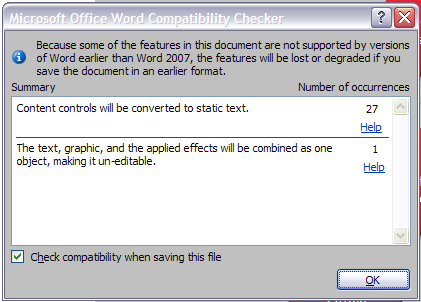 Microsoft Office Word Compatibility Checker
Because some of the features in this document are not supported by versions
of Word earlier than Word 2007, the features will be lost or degraded if you
save the document in an earlier format.
Summary Number of occurrences
Content controls will be converted to static text. 27
Help
The text, graphic, and the applied effects will be combined as one 1
object, making it un-editable. Help
Check compatibility when saving this file
OK